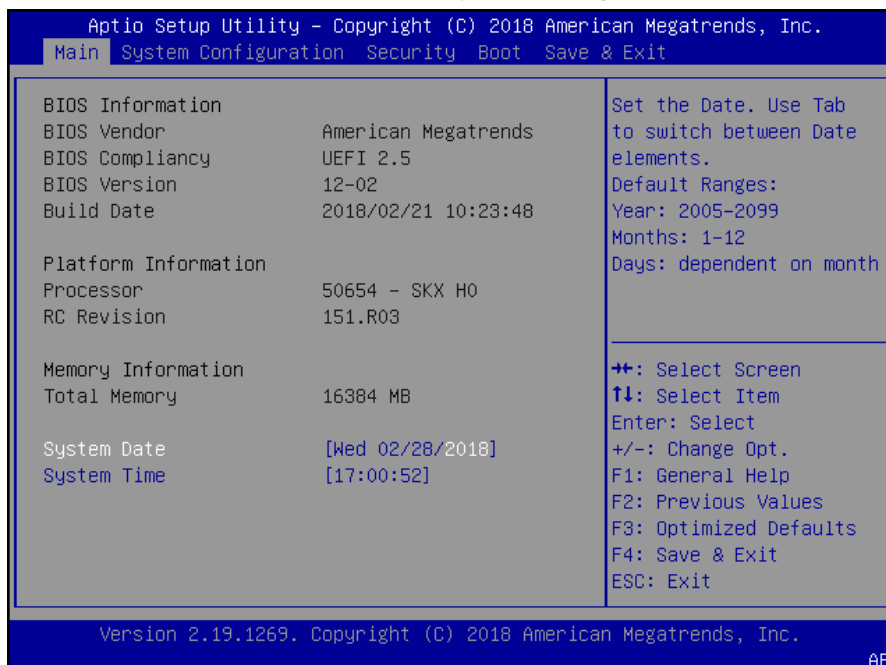 Aptio Setup Utility – Copyright (C) 2018 American Megatrends, Inc.
Main System Configuration Security Boot Save & Exit
BIOS Information
BIOS Vendor American Megatrends
BIOS Compliancy UEFI 2.5
BIOS Version 12-02
Build Date 2018/02/21 10:23:48
Platform Information
Processor 50654 - SKX H0
RC Revision 151.R03
Memory Information
Total Memory 16384 MB
System Date [Wed 02/28/2018]
System Time [17:00:52]
Set the Date. Use Tab
to switch between Date
elements.
Default Ranges:
Year: 2005-2099
Months: 1-12
Days: dependent on month
→←: Select Screen
↑↓: Select Item
Enter: Select
+/-: Change Opt.
F1: General Help
F2: Previous Values
F3: Optimized Defaults
F4: Save & Exit
ESC: Exit
Version 2.19.1269. Copyright (C) 2018 American Megatrends, Inc.